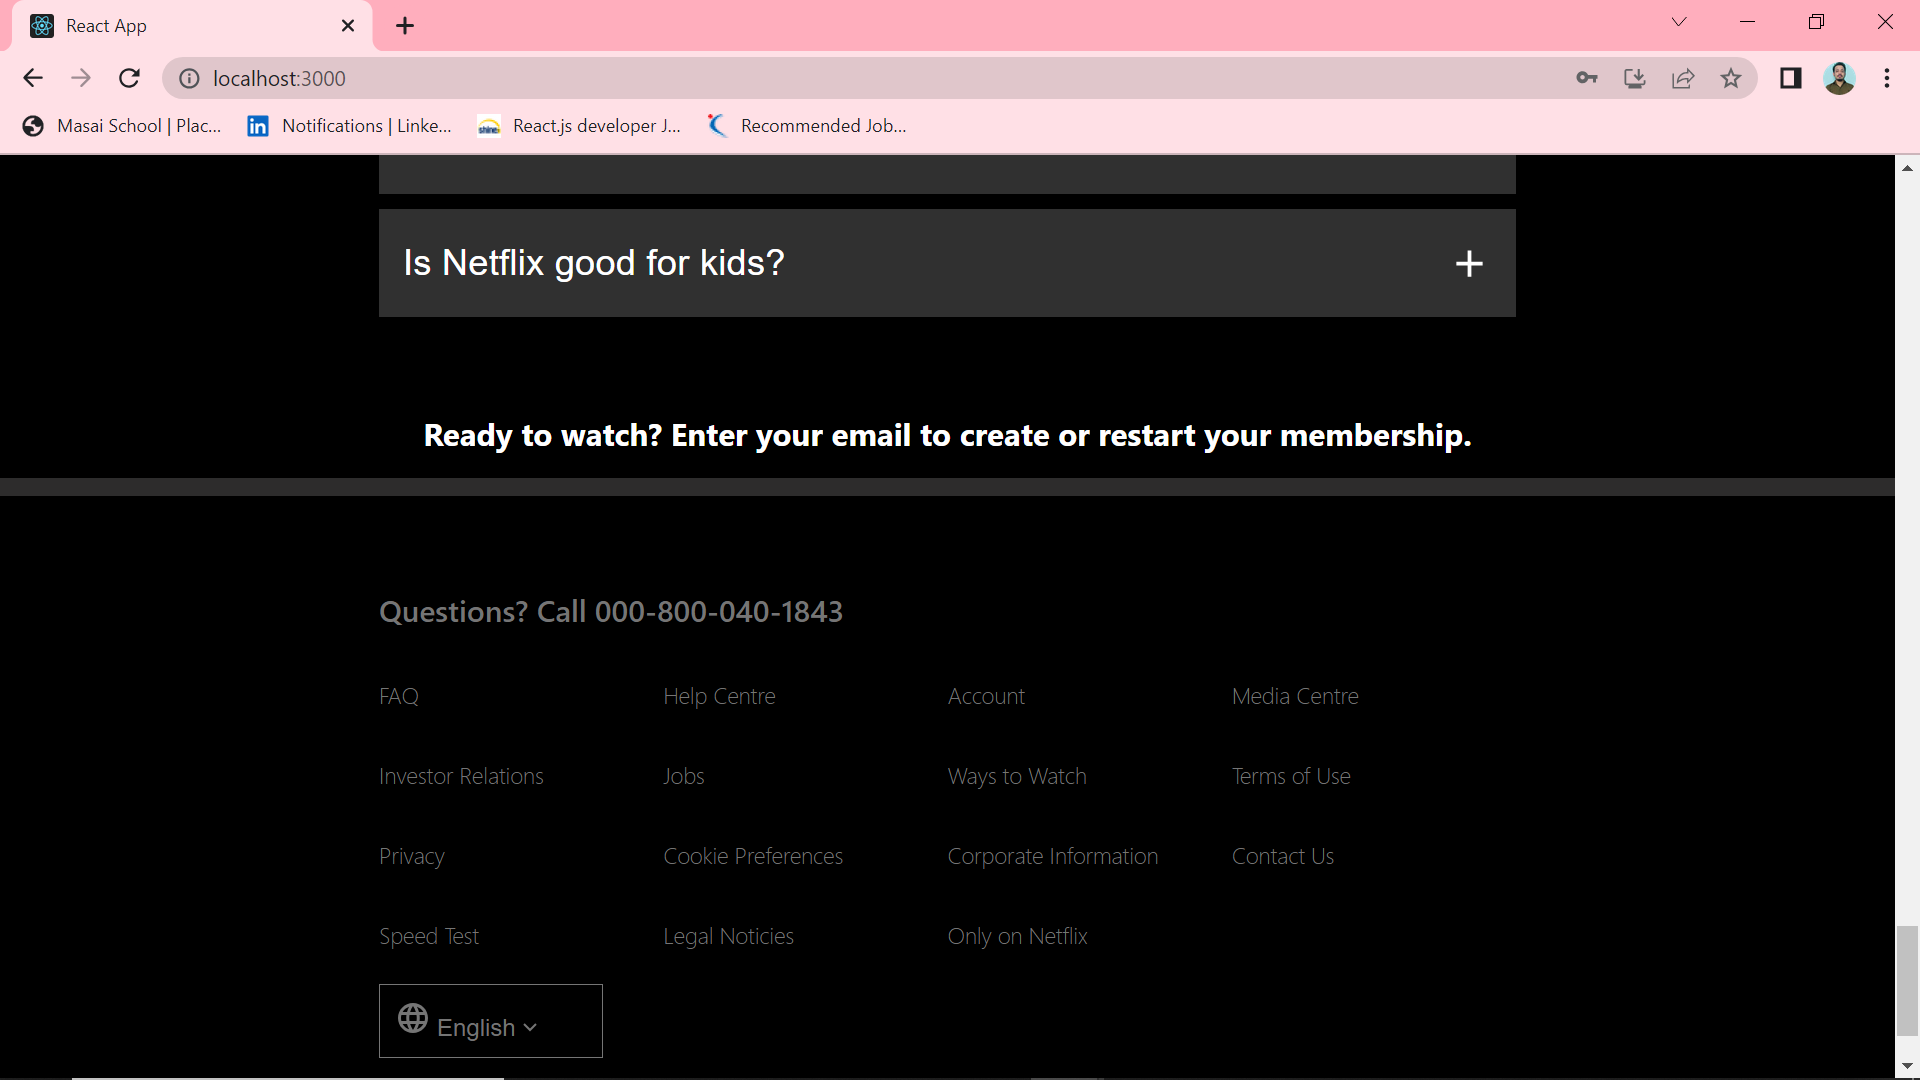 React App
localhost:3000
Masai School | Plac...
in Notifications | Linke...
shine React.js developer J...
Recommended Job...
Is Netflix good for kids?
Ready to watch? Enter your email to create or restart your membership.
Questions? Call 000-800-040-1843
FAQ Help Centre Account Media Centre
Investor Relations Jobs Ways to Watch Terms of Use
Privacy Cookie Preferences Corporate Information Contact Us
Speed Test Legal Noticies Only on Netflix
English